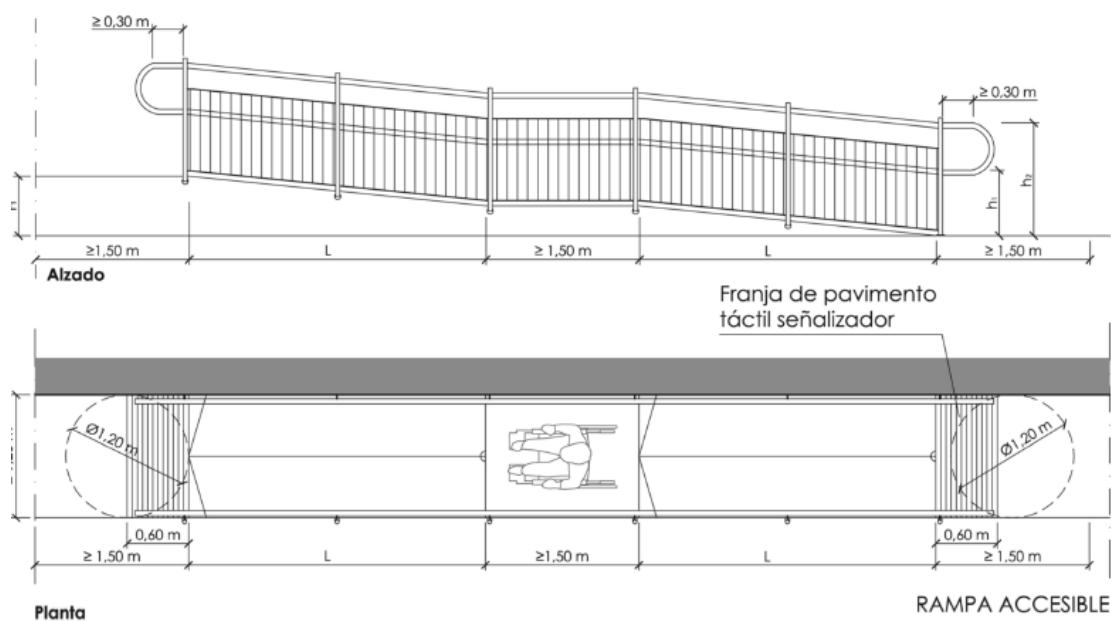 ≥ 0,30 m
≥ 0,30 m
h₂
h₁
≥1,50 m
L
≥ 1,50 m
L
≥ 1,50 m
Alzado
Franja de pavimento
táctil señalizador
Ø1,20 m
Ø1,20 m
0,60 m
0,60 m
≥ 1,50 m
L
≥1,50 m
L
≥ 1,50 m
Planta
RAMPA ACCESIBLE